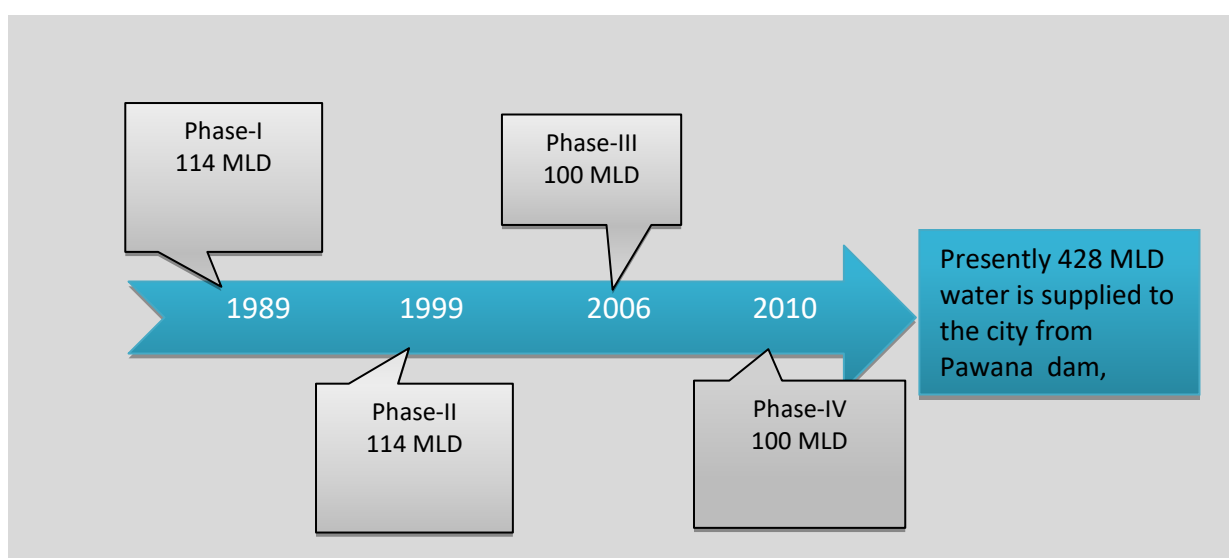 Phase-I
114 MLD
Phase-III
100 MLD
1989
1999
2006
2010
Presently 428 MLD
water is supplied to
the city from
Pawana dam,
Phase-II
114 MLD
Phase-IV
100 MLD